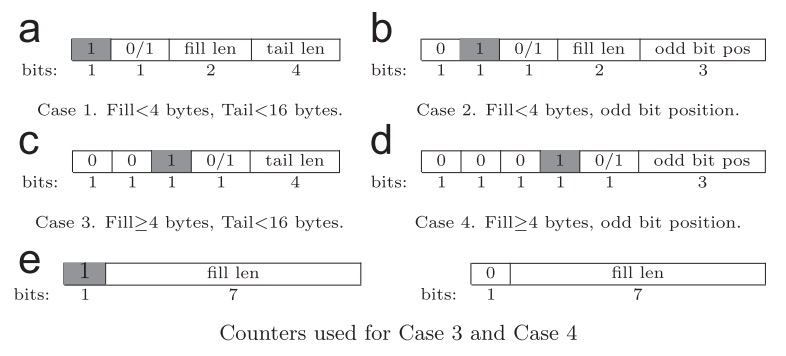 a b
1 0/1 fill len tail len 0 1 0/1 fill len odd bit pos
bits: 1 1 2 4 bits: 1 1 1 2 3
Case 1. Fill<4 bytes, Tail<16 bytes. Case 2. Fill<4 bytes, odd bit position.
c d
0 0 1 0/1 tail len 0 0 0 1 0/1 odd bit pos
bits: 1 1 1 1 4 bits: 1 1 1 1 1 3
Case 3. Fill≥4 bytes, Tail<16 bytes. Case 4. Fill≥4 bytes, odd bit position.
e
1 fill len 0 fill len
bits: 1 7 bits: 1 7
Counters used for Case 3 and Case 4